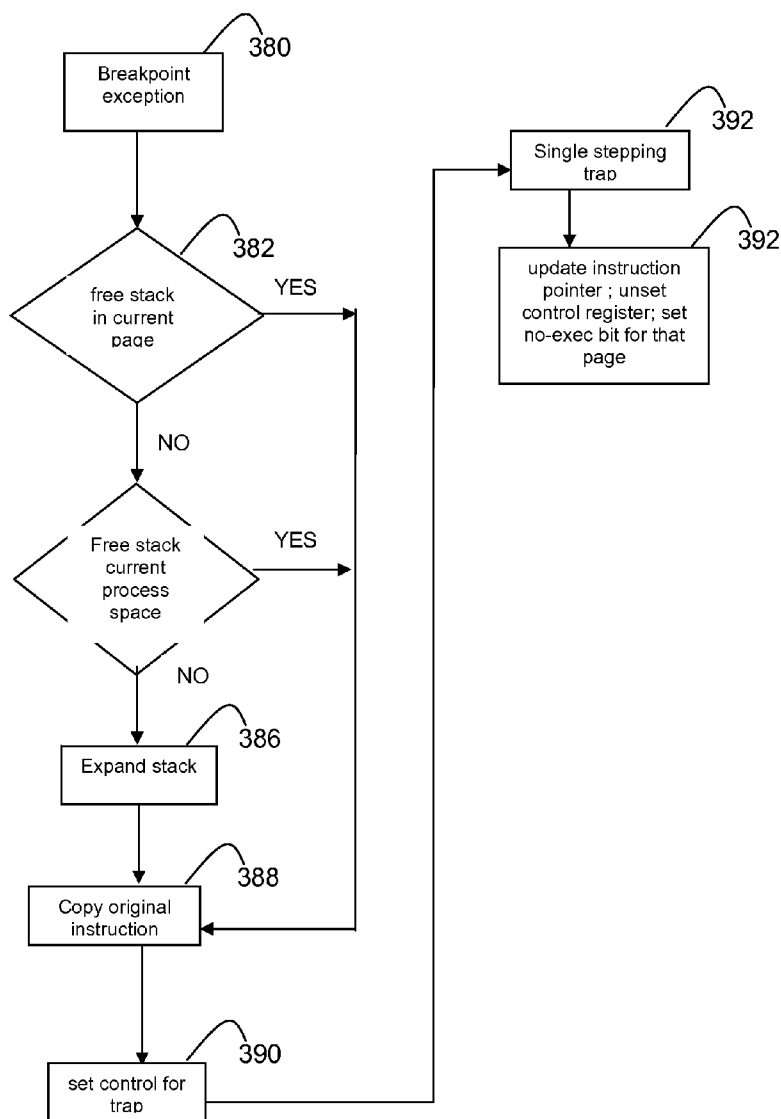 380
Breakpoint
exception
382
free stack
in current
page
YES
NO
Free stack
current
process
space
YES
NO
386
Expand stack
388
Copy original
instruction
390
set control for
trap
392
Single stepping
trap
392
update instruction
pointer ; unset
control register; set
no-exec bit for that
page